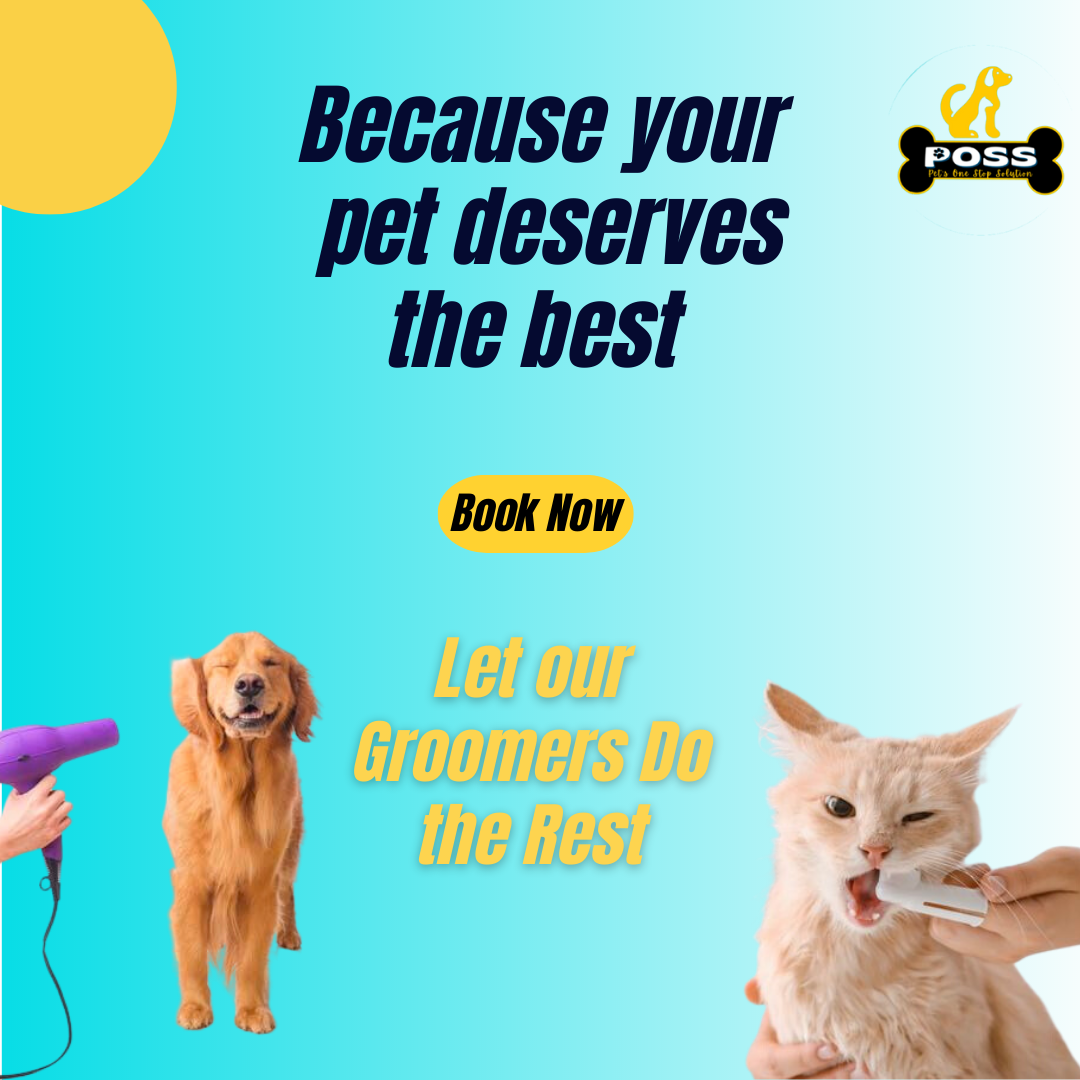 Because your
pet deserves
the best
POSS
Pet's One Stop Solution
Book Now
Let our
Groomers Do
the Rest